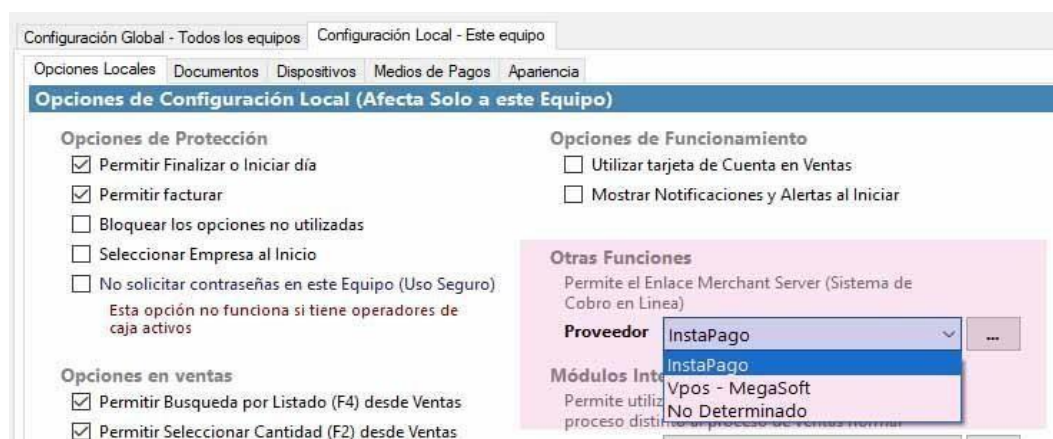 Configuración Global - Todos los equipos Configuración Local - Este equipo
Opciones Locales Documentos Dispositivos Medios de Pagos Apariencia
Opciones de Configuración Local (Afecta Solo a este Equipo)
Opciones de Protección
Permitir Finalizar o Iniciar día
Permitir facturar
Bloquear los opciones no utilizadas
Seleccionar Empresa al Inicio
No solicitar contraseñas en este Equipo (Uso Seguro)
Esta opción no funciona si tiene operadores de
caja activos
Opciones en ventas
Permitir Busqueda por Listado (F4) desde Ventas
Permitir Seleccionar Cantidad (F2) desde Ventas
Opciones de Funcionamiento
Utilizar tarjeta de Cuenta en Ventas
Mostrar Notificaciones y Alertas al Iniciar
Otras Funciones
Permite el Enlace Merchant Server (Sistema de
Cobro en Linea)
Proveedor InstaPago ...
InstaPago
Vpos - MegaSoft
No Determinado
Módulos
Permite
proceso